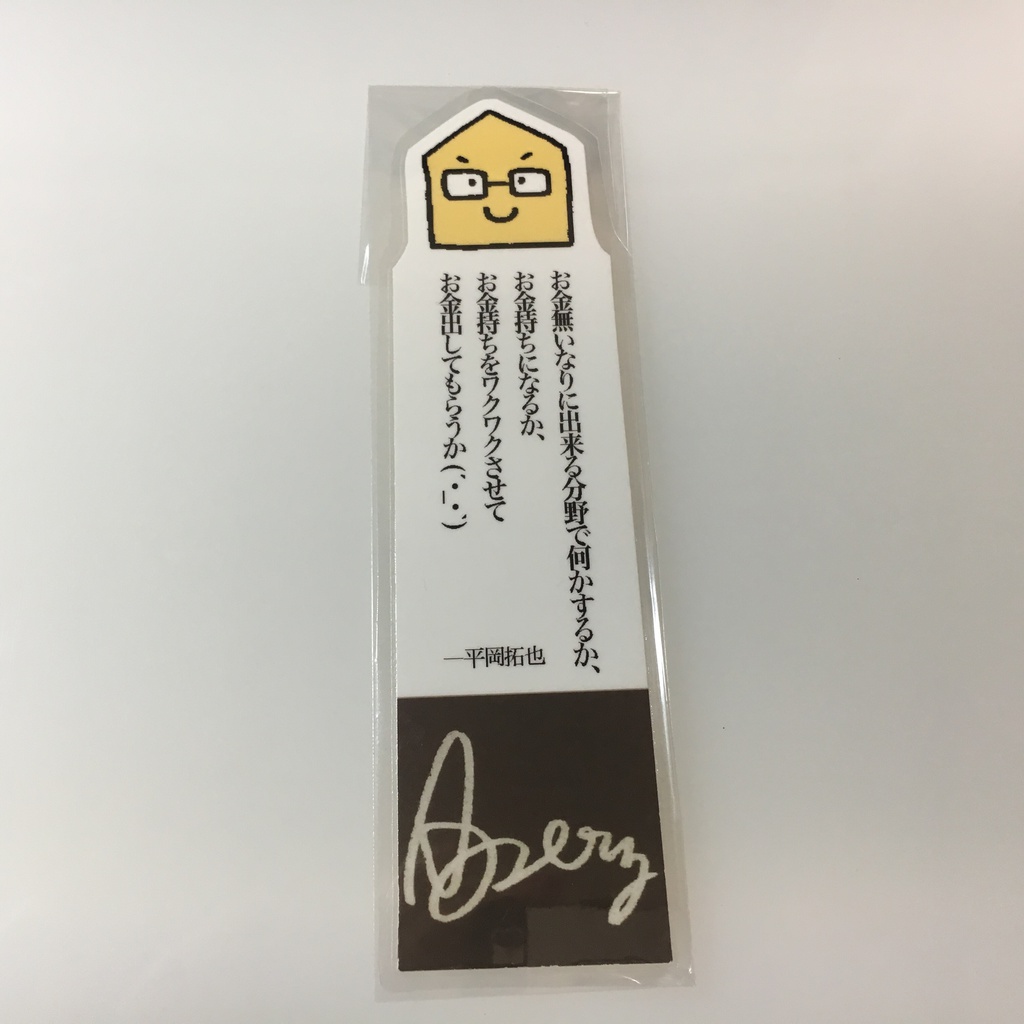 お金無いなりに出来る分野で何かするか、
お金持ちになるか、
お金持ちをワクワクさせて
お金出してもらうか(´・_・`)
―平岡拓也